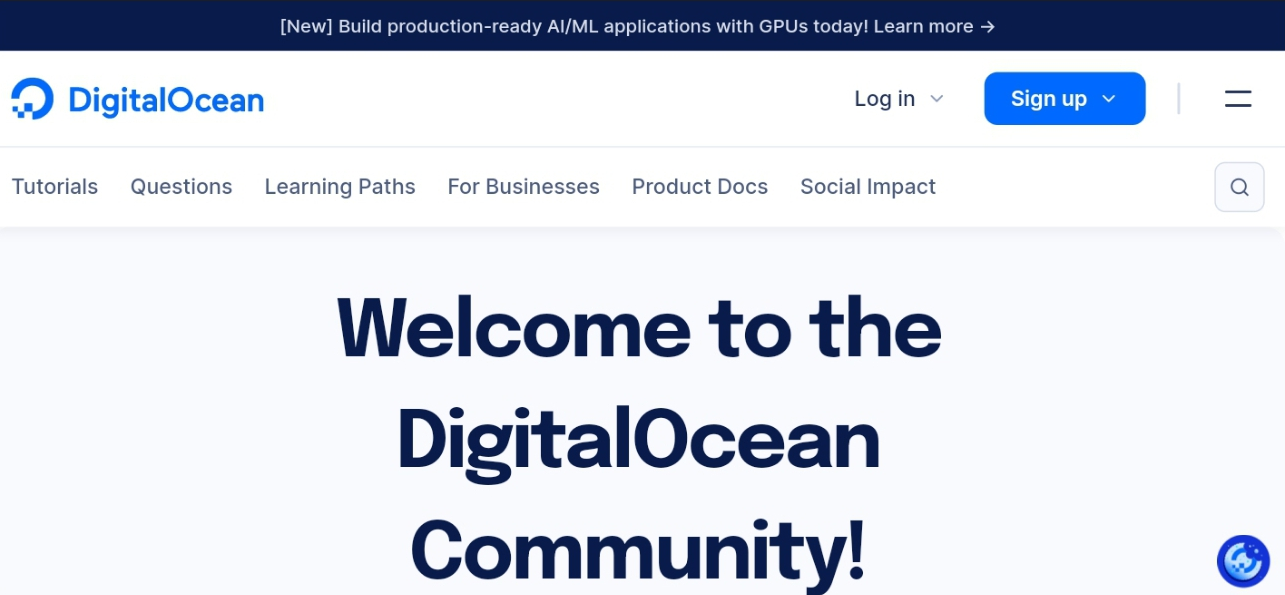 [New] Build production-ready AI/ML applications with GPUs today! Learn more →
DigitalOcean
Log in
Sign up
Tutorials Questions Learning Paths For Businesses Product Docs Social Impact
Welcome to the
DigitalOcean
Community!